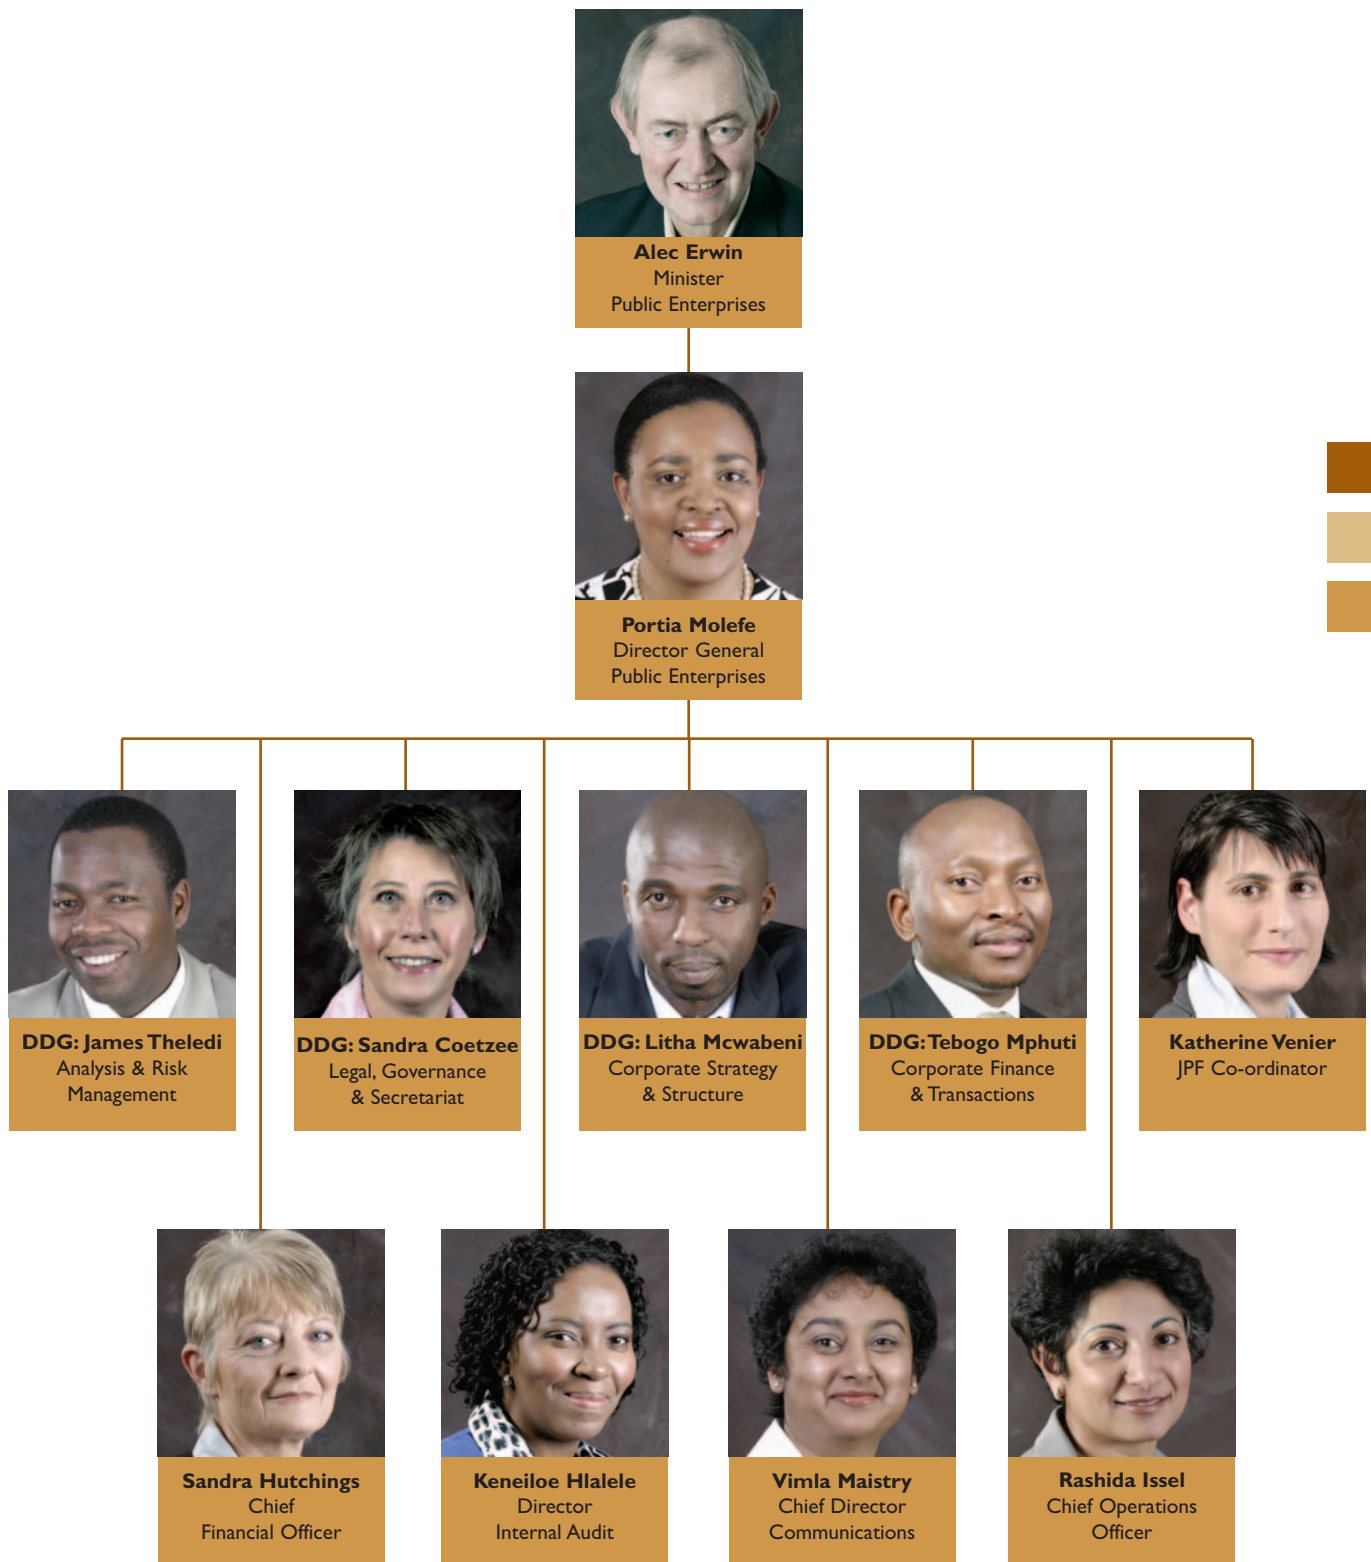 Alec Erwin
Minister
Public Enterprises
Portia Molefe
Director General
Public Enterprises
DDG: James Theledi
Analysis & Risk
Management
DDG: Sandra Coetzee
Legal, Governance
& Secretariat
DDG: Litha Mcwabeni
Corporate Strategy
& Structure
DDG: Tebogo Mphuti
Corporate Finance
& Transactions
Katherine Venier
JPF Co-ordinator
Sandra Hutchings
Chief
Financial Officer
Keneiloe Hlalele
Director
Internal Audit
Vimla Maistry
Chief Director
Communications
Rashida Issel
Chief Operations
Officer